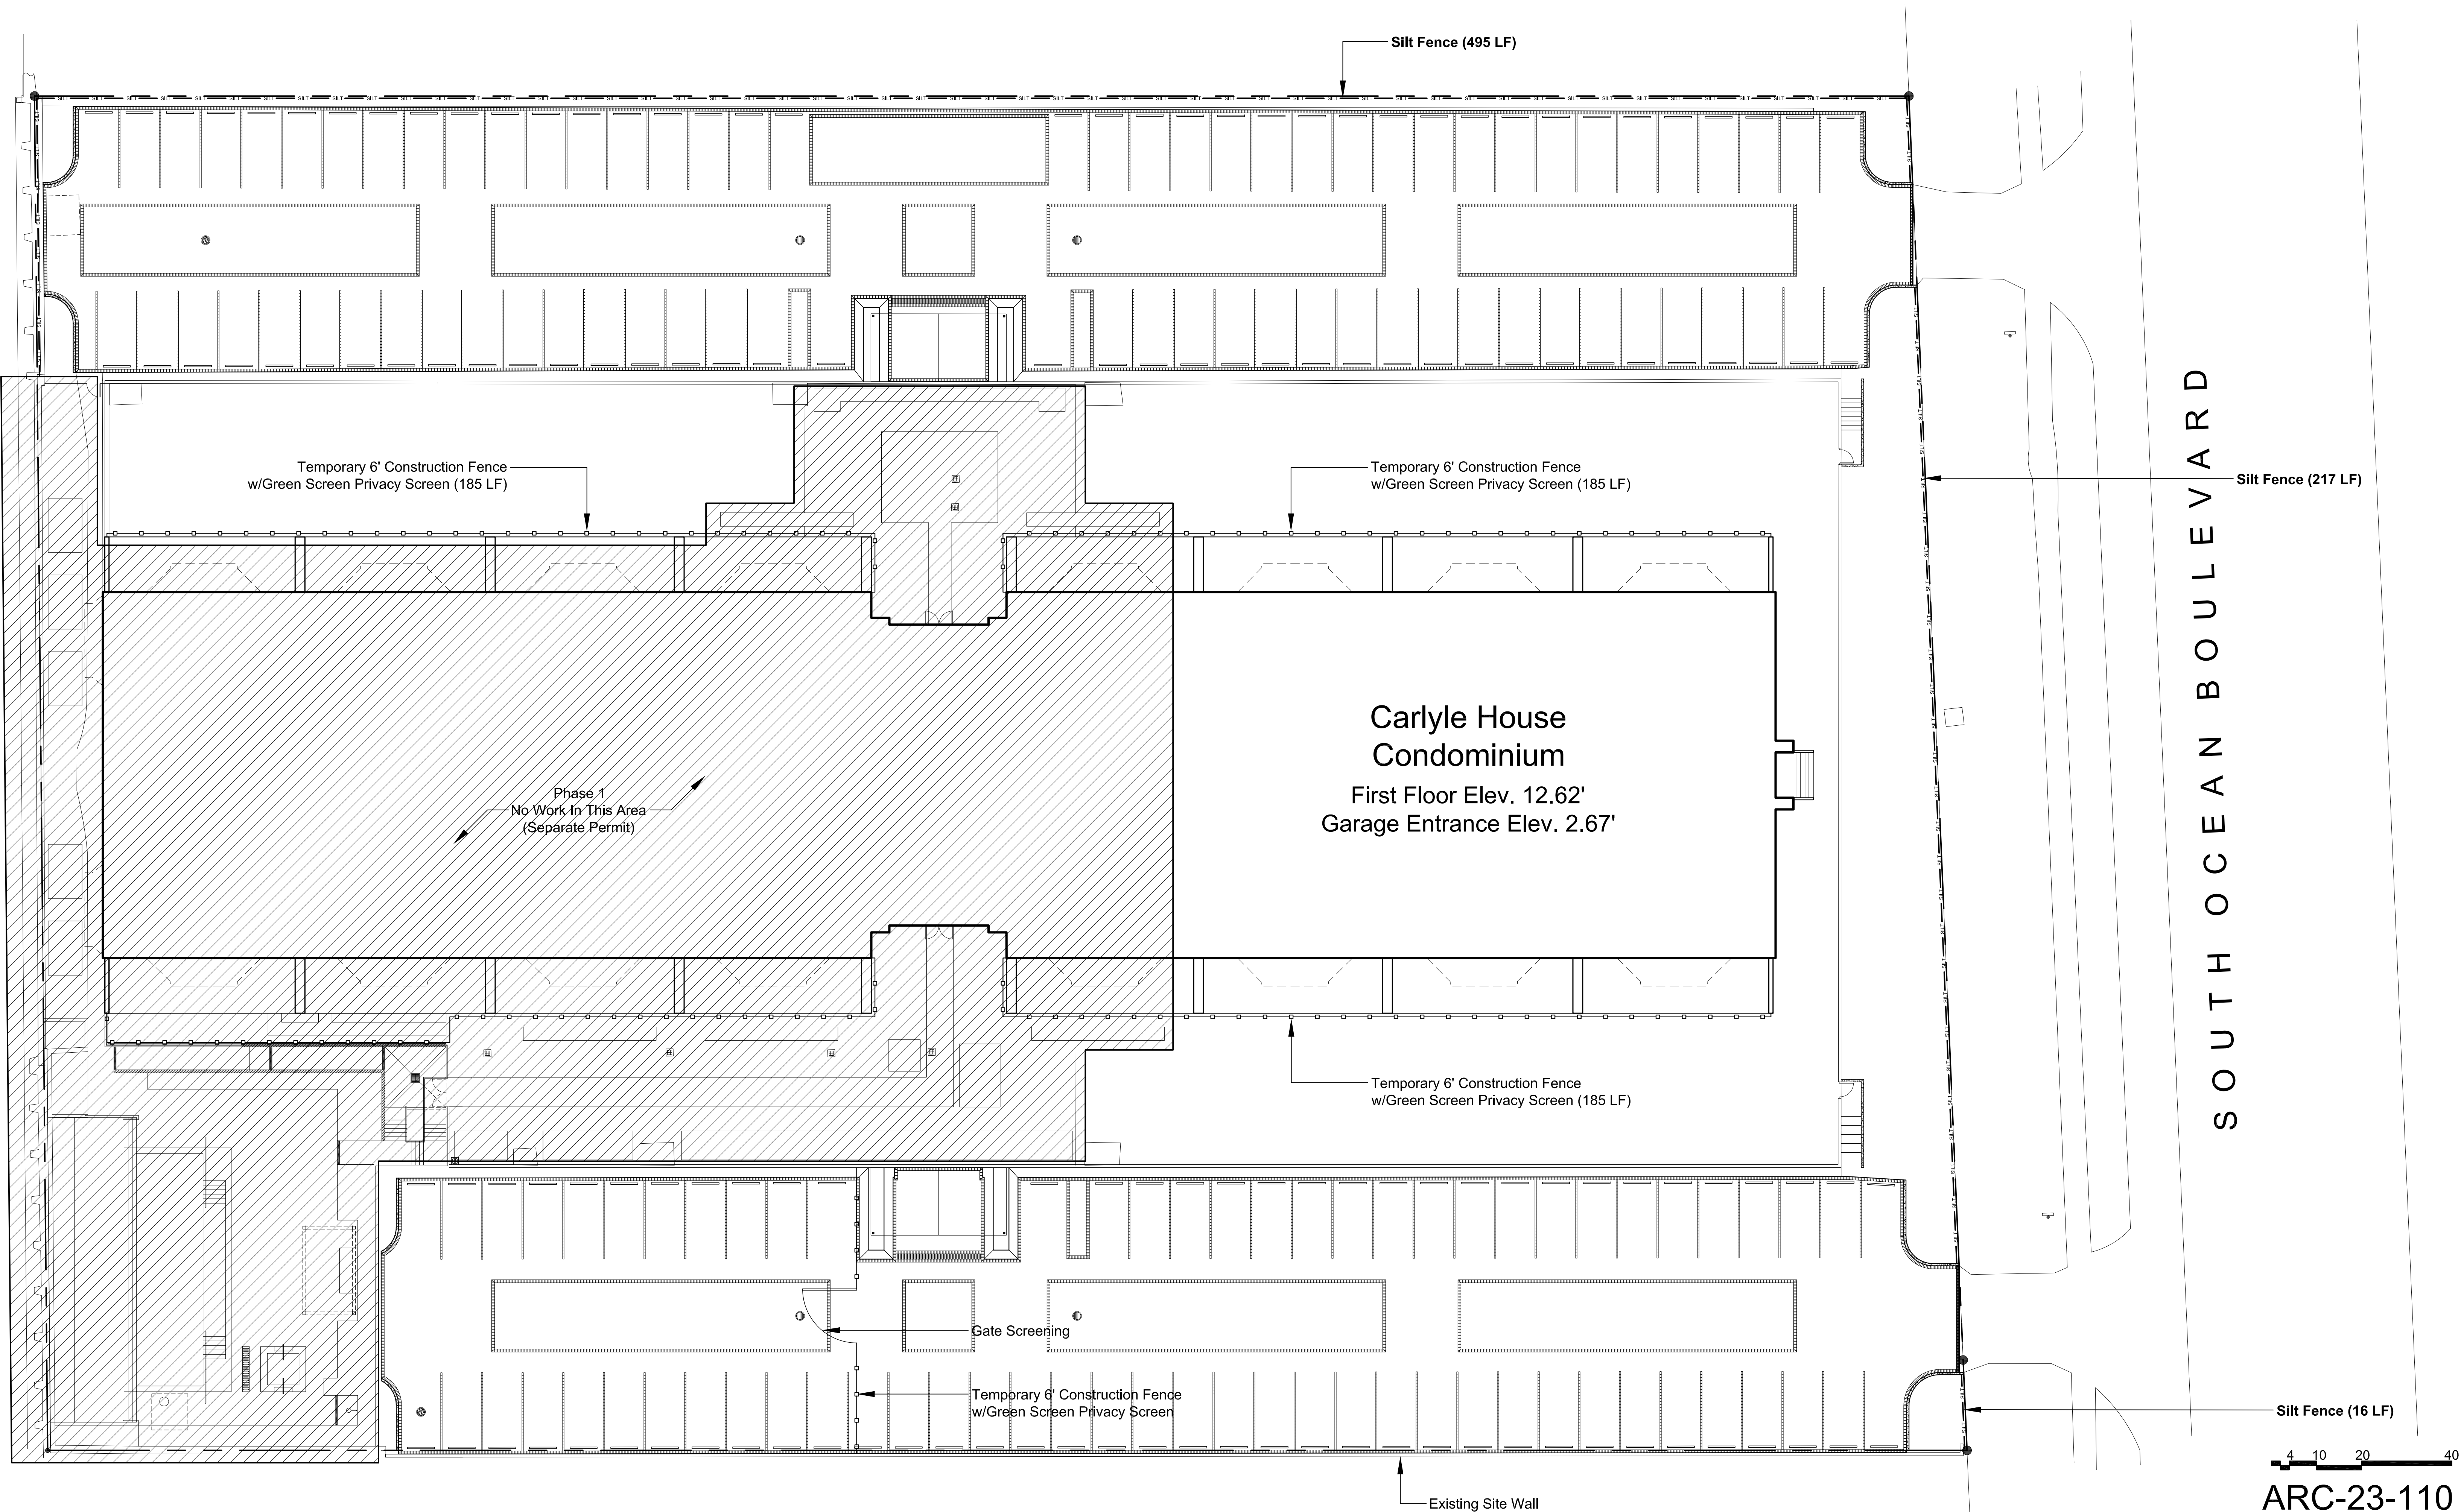 Silt Fence (495 LF)
Temporary 6' Construction Fence
w/Green Screen Privacy Screen (185 LF)
Temporary 6' Construction Fence
w/Green Screen Privacy Screen (185 LF)
Silt Fence (217 LF)
SOUTH OCEAN BOULEVARD
Carlyle House
Condominium
First Floor Elev. 12.62'
Garage Entrance Elev. 2.67'
Phase 1
No Work In This Area
(Separate Permit)
Temporary 6' Construction Fence
w/Green Screen Privacy Screen (185 LF)
Gate Screening
Temporary 6' Construction Fence
w/Green Screen Privacy Screen
Silt Fence (16 LF)
4 10 20 40
ARC-23-110
Existing Site Wall